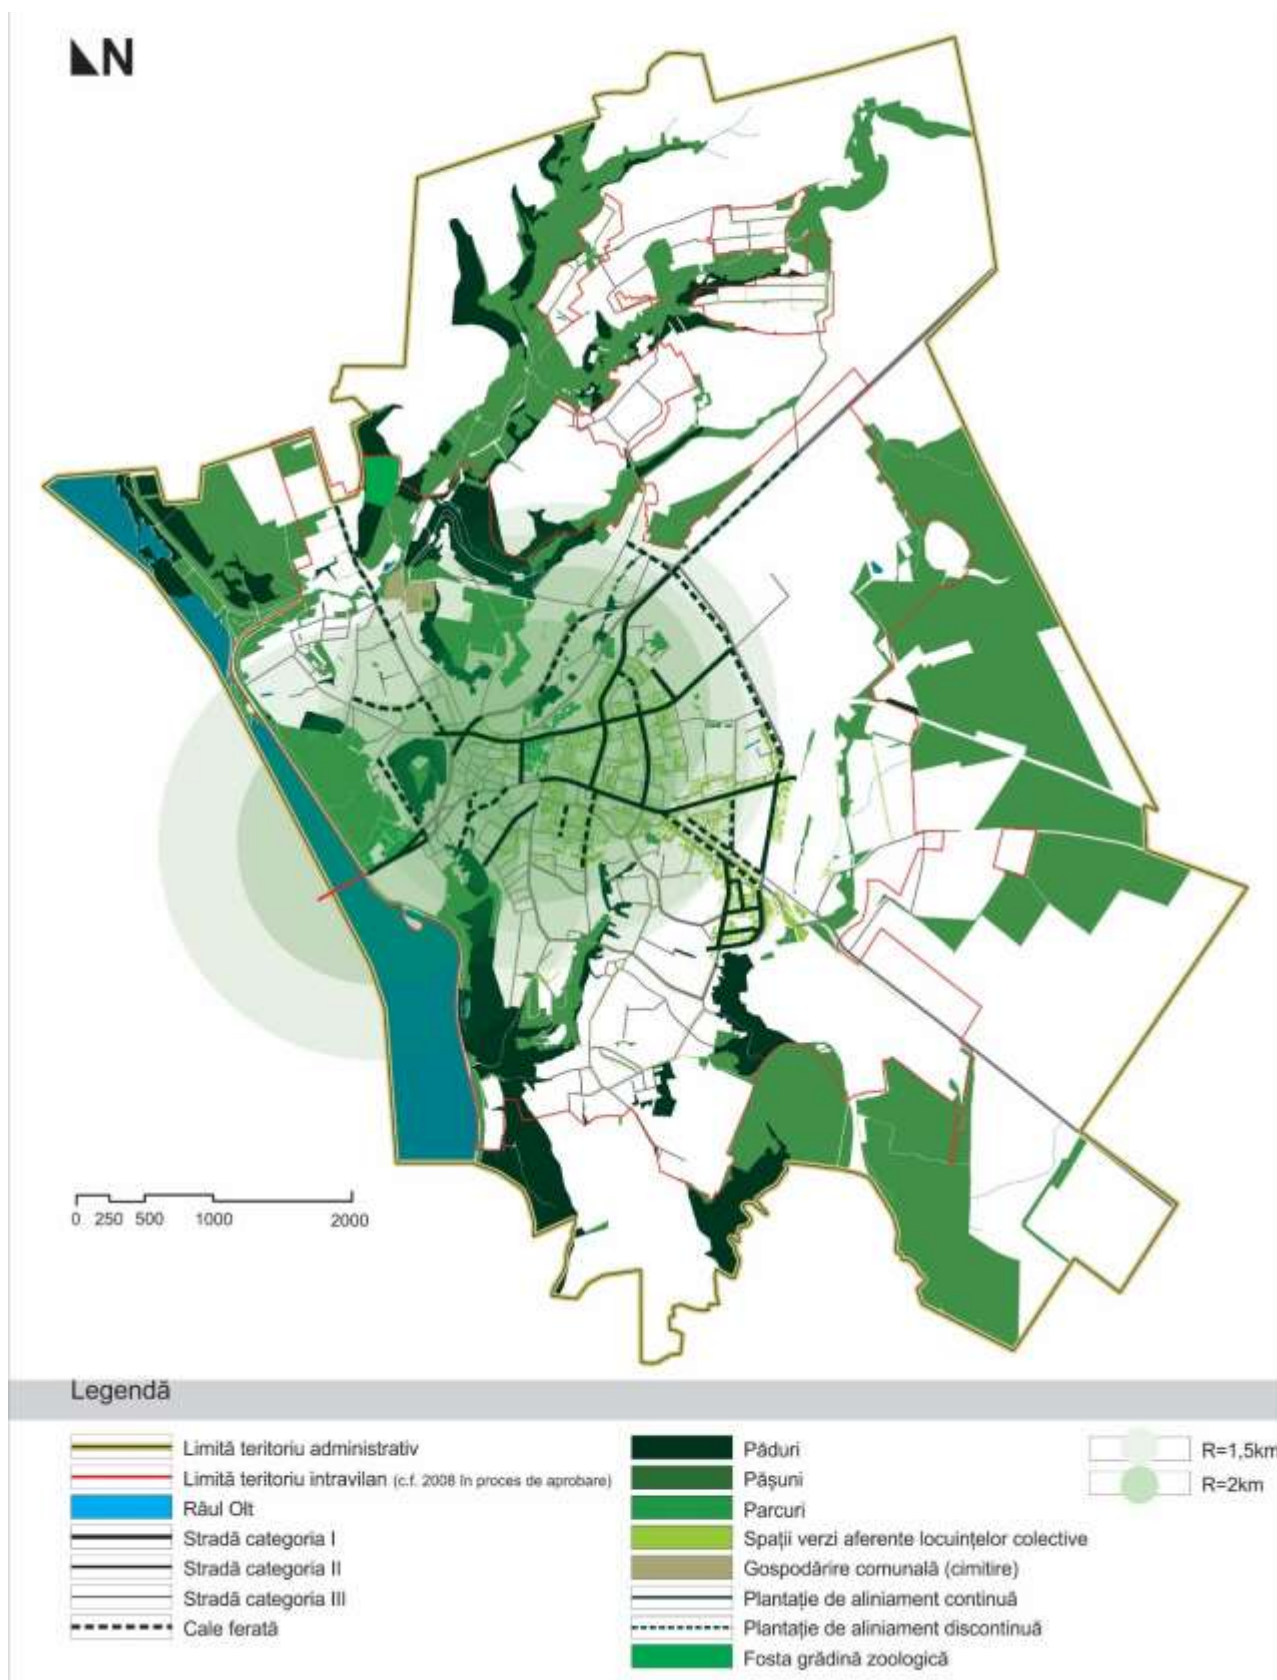 N
0 250 500 1000 2000
Legendă
Limită teritoriu administrativ
Limită teritoriu intravilan (c.f. 2008 în proces de aprobare)
Râul Olt
Stradă categoria I
Stradă categoria II
Stradă categoria III
Cale ferată
Păduri
Pășuni
Parcuri
Spații verzi aferente locuințelor colective
Gospodărire comunală (cimitire)
Plantație de aliniament continuă
Plantație de aliniament discontinuă
Fosta grădină zoologică
R=1,5km
R=2km